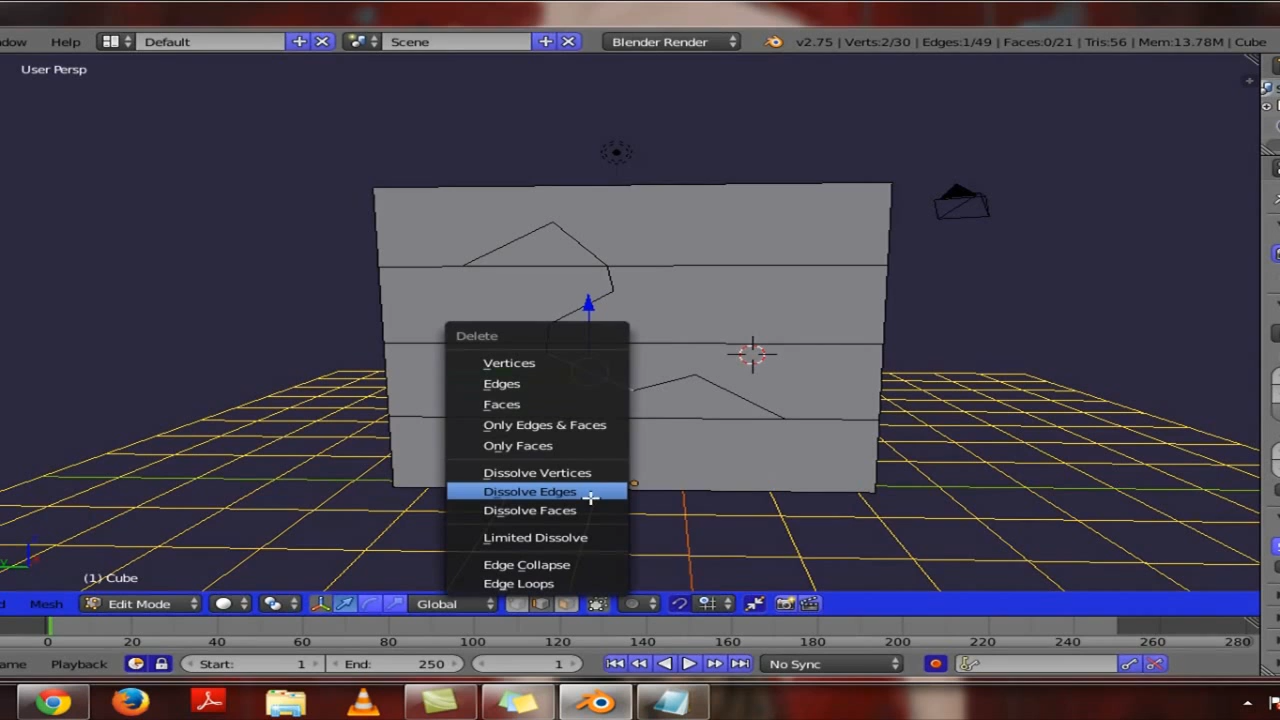 dow Help Default Scene Blender Render v2.75 | Verts:2/30 | Edges:1/49 | Faces:0/21 | Tris:56 | Mem:13.78M | Cube
User Persp
Delete
Vertices
Edges
Faces
Only Edges & Faces
Only Faces
Dissolve Vertices
Dissolve Edges
Dissolve Faces
Limited Dissolve
Edge Collapse
Edge Loops
(1) Cube
Mesh Edit Mode Global
0 20 40 60 80 100 120 140 160 180 200 220 240 260 280
ame Playback Start: 1 End: 250 1 No Sync